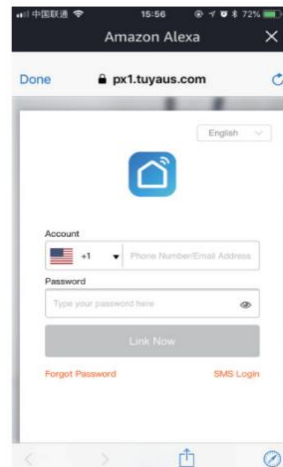 中国联通 15:56 72%
Amazon Alexa
Done px1.tuyaus.com
English
Account
+1 Phone Number/Email Address
Password
Type your password here
Link Now
Forgot Password SMS Login